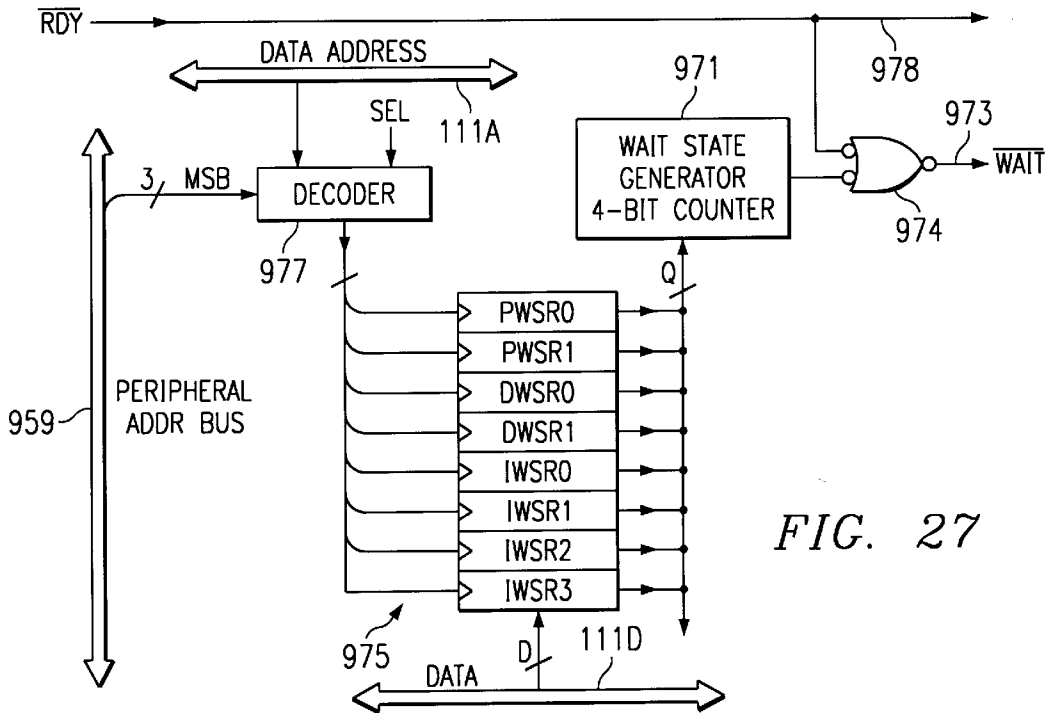 RDY
DATA ADDRESS
978
971
111A
SEL
973
WAIT
3 MSB
DECODER
WAIT STATE
GENERATOR
4-BIT COUNTER
974
977
Q
PWSR0
PWSR1
DWSR0
DWSR1
IWSR0
IWSR1
IWSR2
IWSR3
959
PERIPHERAL
ADDR BUS
FIG. 27
975
D
111D
DATA